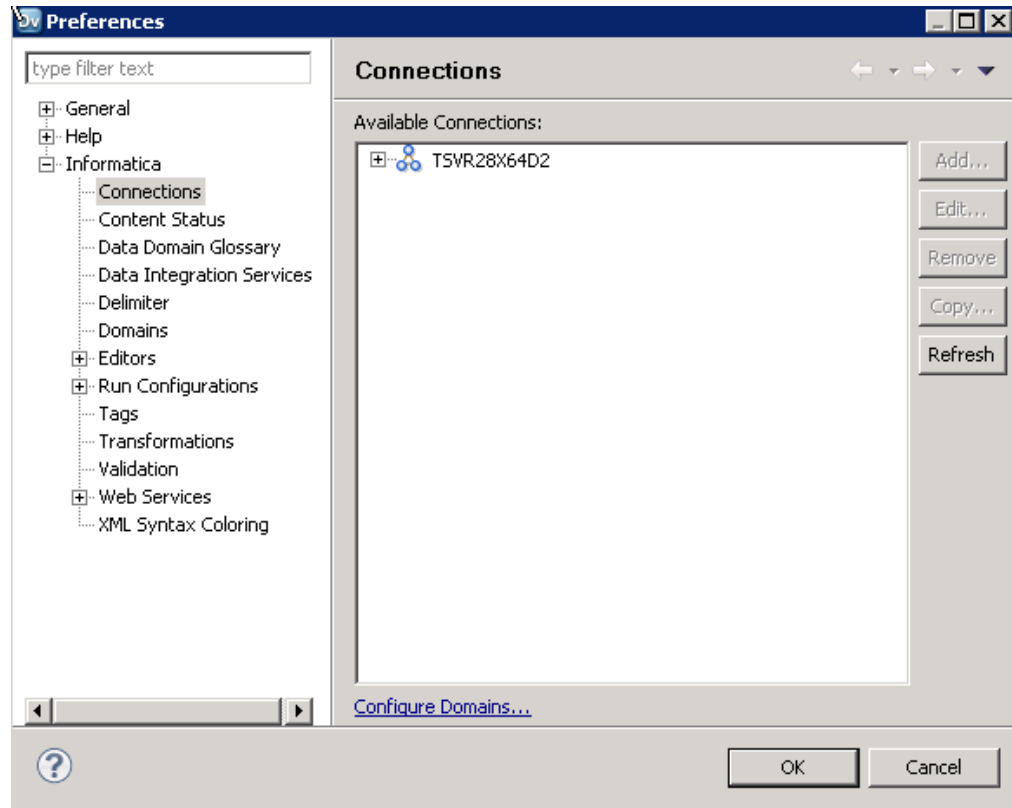 Dv Preferences
type filter text
General
Help
Informatica
Connections
Content Status
Data Domain Glossary
Data Integration Services
Delimiter
Domains
Editors
Run Configurations
Tags
Transformations
Validation
Web Services
XML Syntax Coloring
Connections
Available Connections:
TSVR28X64D2
Add...
Edit...
Remove
Copy...
Refresh
Configure Domains...
?
OK
Cancel